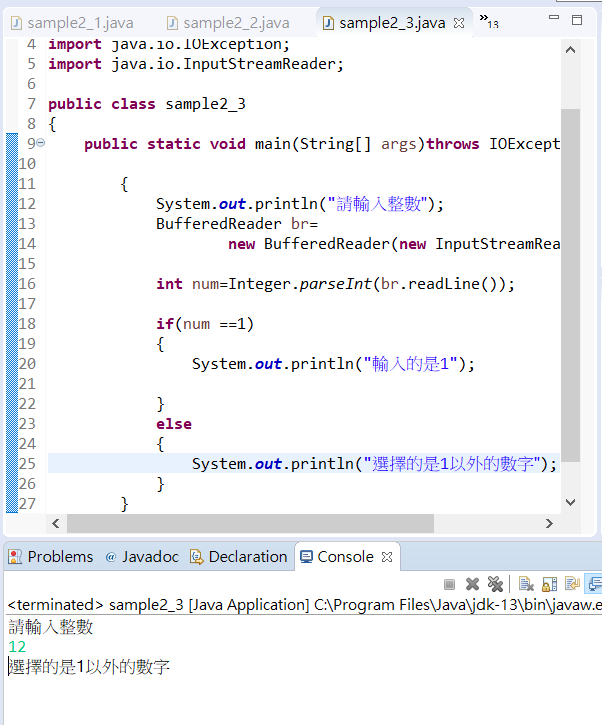 sample2_1.java sample2_2.java sample2_3.java »13
4 import java.io.IOException;
5 import java.io.InputStreamReader;
6
7 public class sample2_3
8 {
9 public static void main(String[] args)throws IOExcept
10
11 {
12 System.out.println("請輸入整數");
13 BufferedReader br=
14 new BufferedReader(new InputStreamRea
15
16 int num=Integer.parseInt(br.readLine());
17
18 if(num ==1)
19 {
20 System.out.println("輸入的是1");
21
22 }
23 else
24 {
25 System.out.println("選擇的是1以外的數字");
26 }
27 }
Problems @ Javadoc Declaration Console
<terminated> sample2_3 [Java Application] C:\Program Files\Java\jdk-13\bin\javaw.e
請輸入整數
12
選擇的是1以外的數字